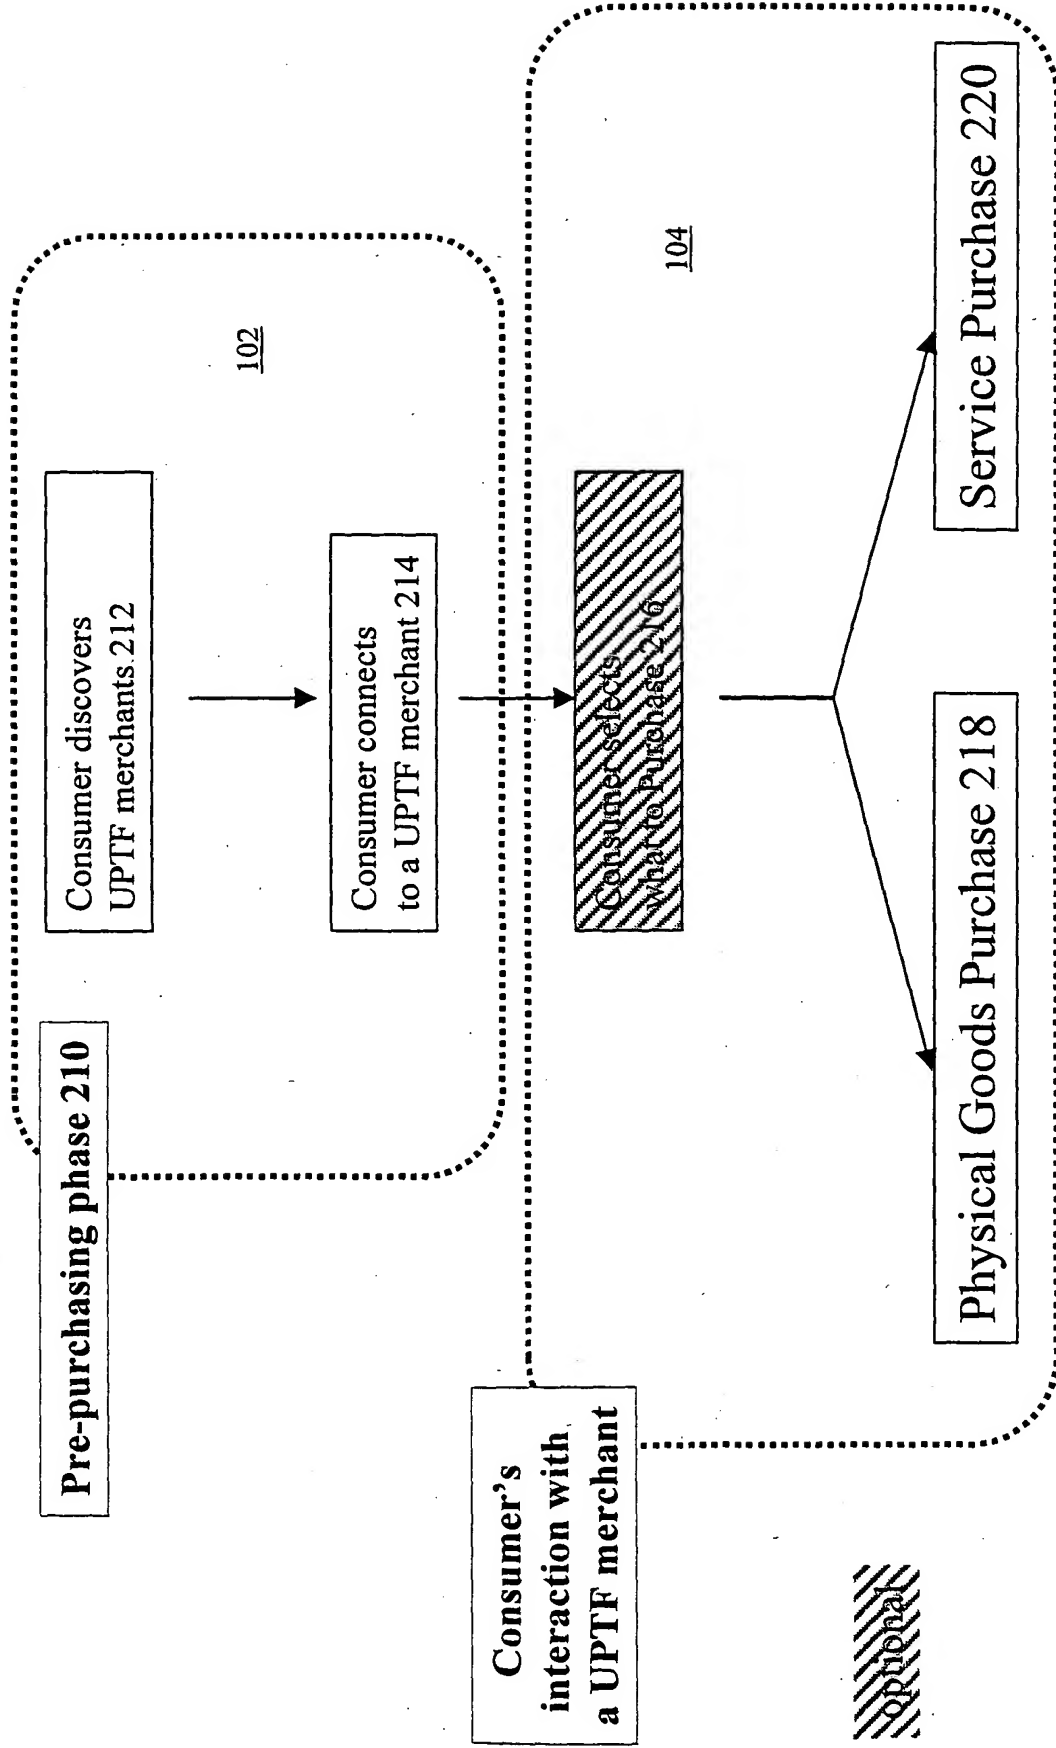 Pre-purchasing phase 210
Consumer discovers
UPTF merchants 212
102
Consumer connects
to a UPTF merchant 214
Consumer's
interaction with
a UPTF merchant
Consumer selects
what to Purchase 216
104
Physical Goods Purchase 218
Service Purchase 220
optional